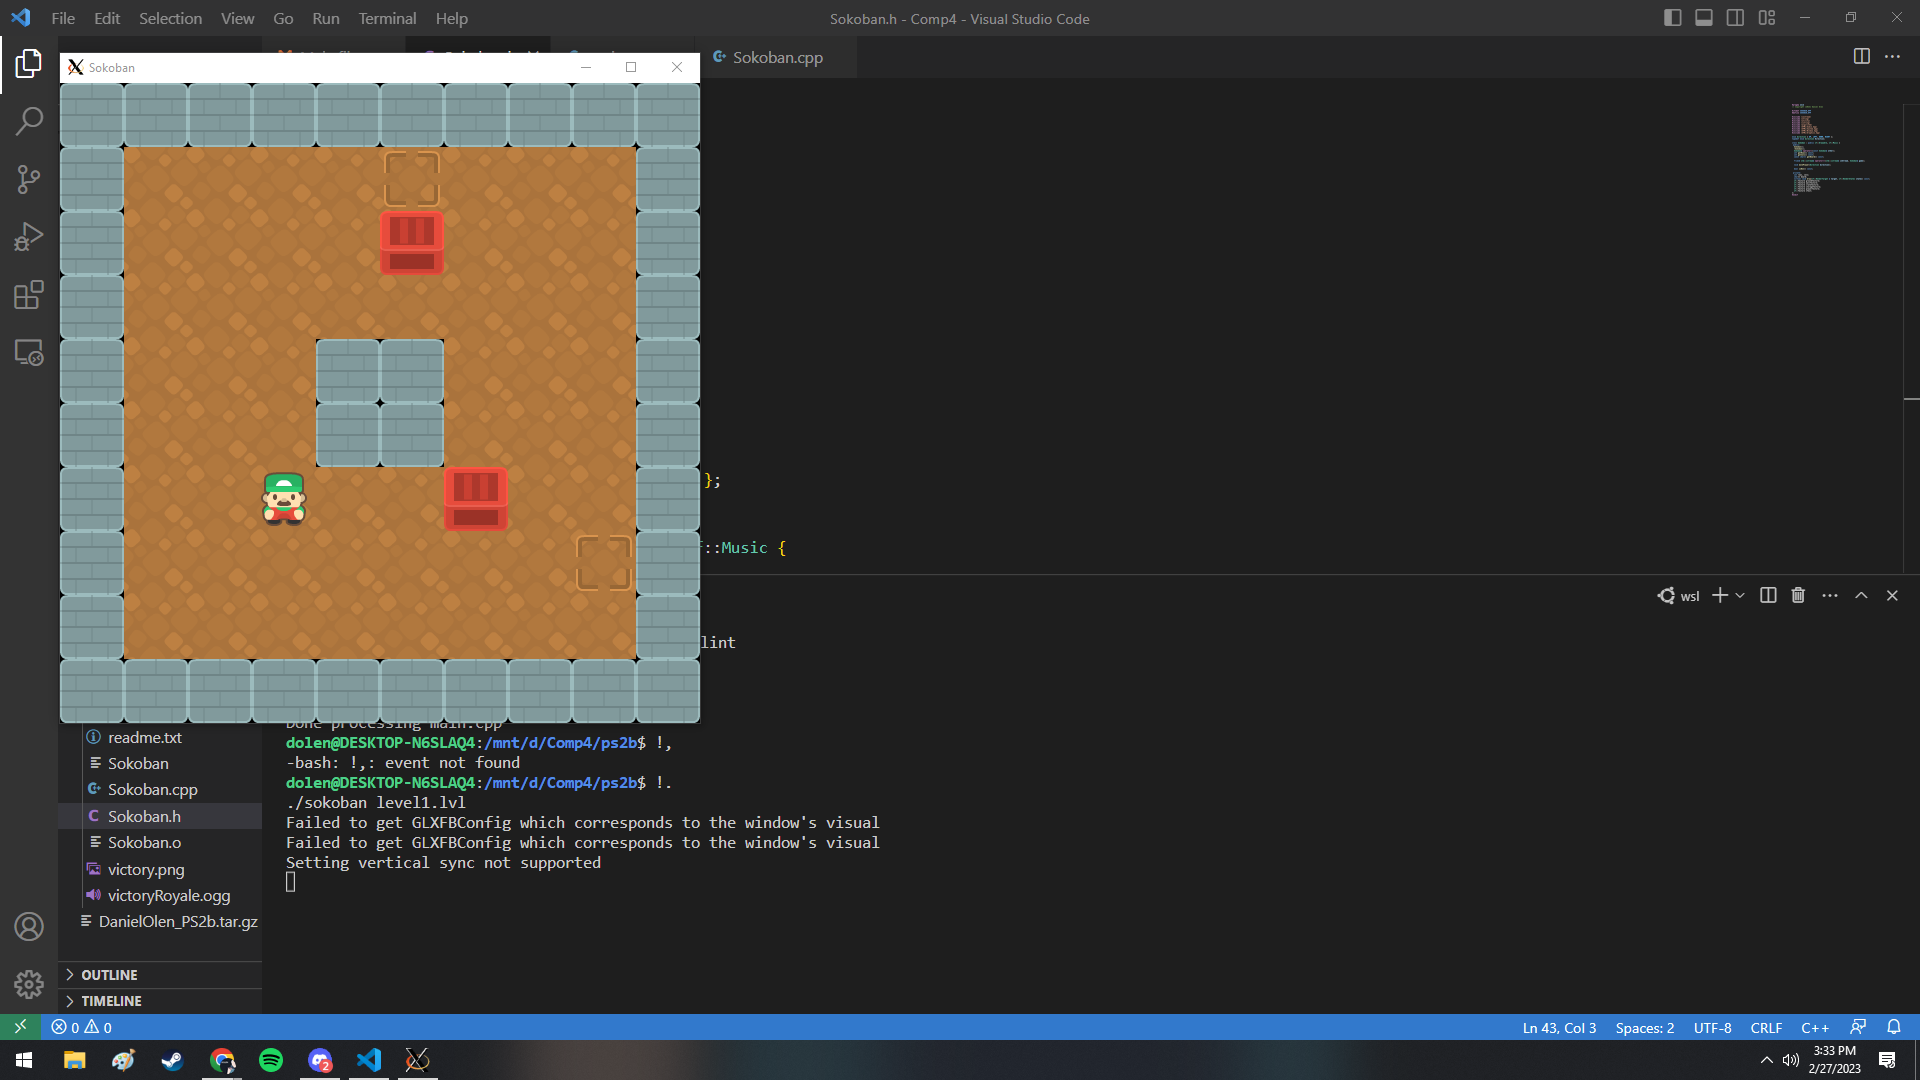 File Edit Selection View Go Run Terminal Help
Sokoban.h - Comp4 - Visual Studio Code
Sokoban.cpp
Sokoban
};
::Music {
wsl
lint
Done processing main.cpp
dolen@DESKTOP-N6SLAQ4:/mnt/d/Comp4/ps2b$ !,
-bash: !,: event not found
dolen@DESKTOP-N6SLAQ4:/mnt/d/Comp4/ps2b$ !.
./sokoban level1.lvl
Failed to get GLXFBConfig which corresponds to the window's visual
Failed to get GLXFBConfig which corresponds to the window's visual
Setting vertical sync not supported
readme.txt
Sokoban
Sokoban.cpp
Sokoban.h
Sokoban.o
victory.png
victoryRoyale.ogg
DanielOlen_PS2b.tar.gz
OUTLINE
TIMELINE
0 0
Ln 43, Col 3 Spaces: 2 UTF-8 CRLF C++
2
3:33 PM
2/27/2023